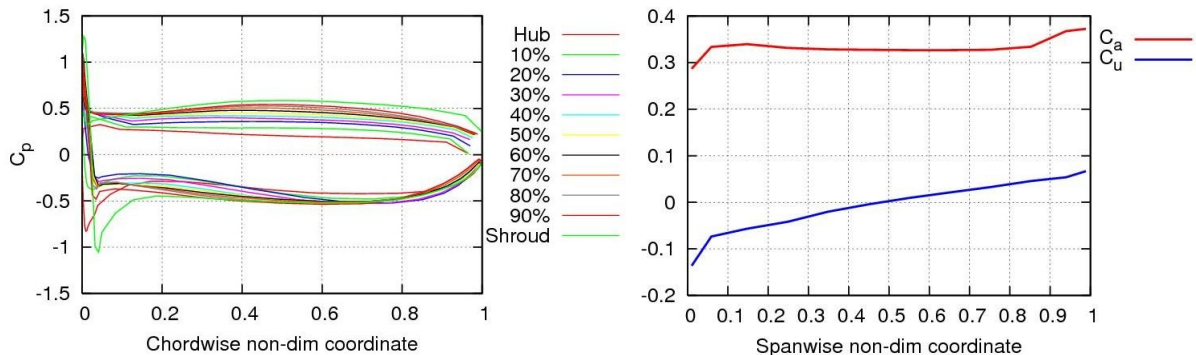 1.5
1
0.5
0
-0.5
-1
-1.5
C_p
0 0.2 0.4 0.6 0.8 1
Chordwise non-dim coordinate
Hub
10%
20%
30%
40%
50%
60%
70%
80%
90%
Shroud
0.4
0.3
0.2
0.1
0
-0.1
-0.2
0 0.1 0.2 0.3 0.4 0.5 0.6 0.7 0.8 0.9 1
Spanwise non-dim coordinate
C_a
C_u